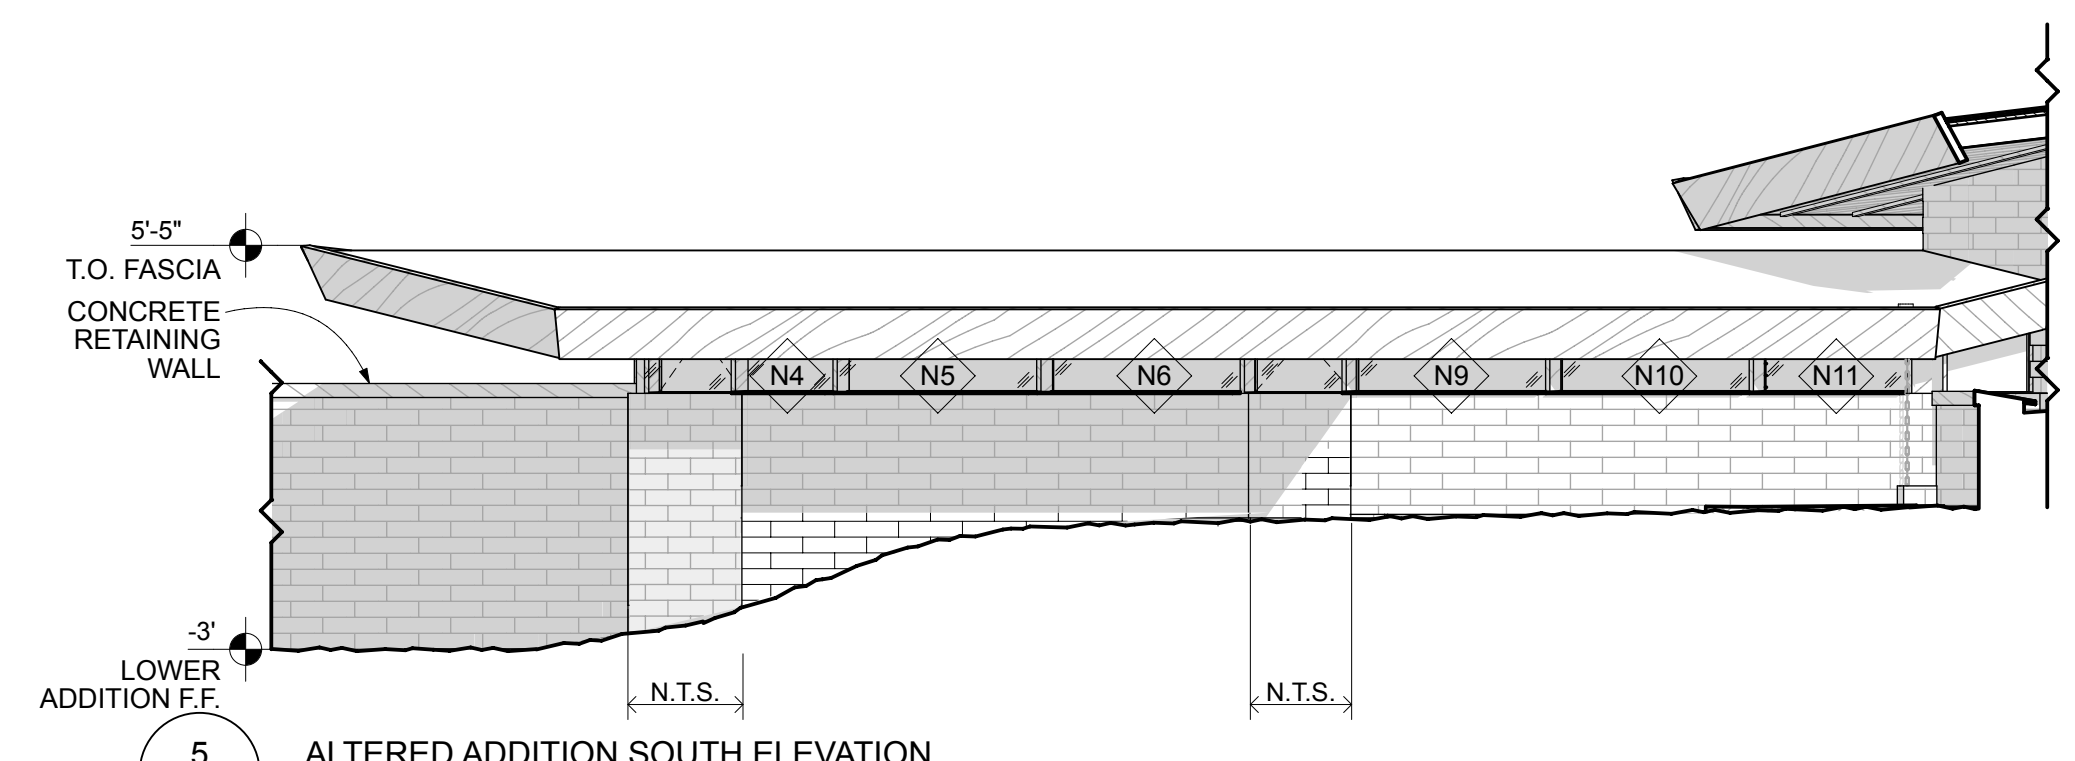 5'-5"
T.O. FASCIA
CONCRETE
RETAINING
WALL
N4
N5
N6
N9
N10
N11
-3'
LOWER
ADDITION F.F.
N.T.S.
N.T.S.
5
ALTERED ADDITION SOUTH ELEVATION